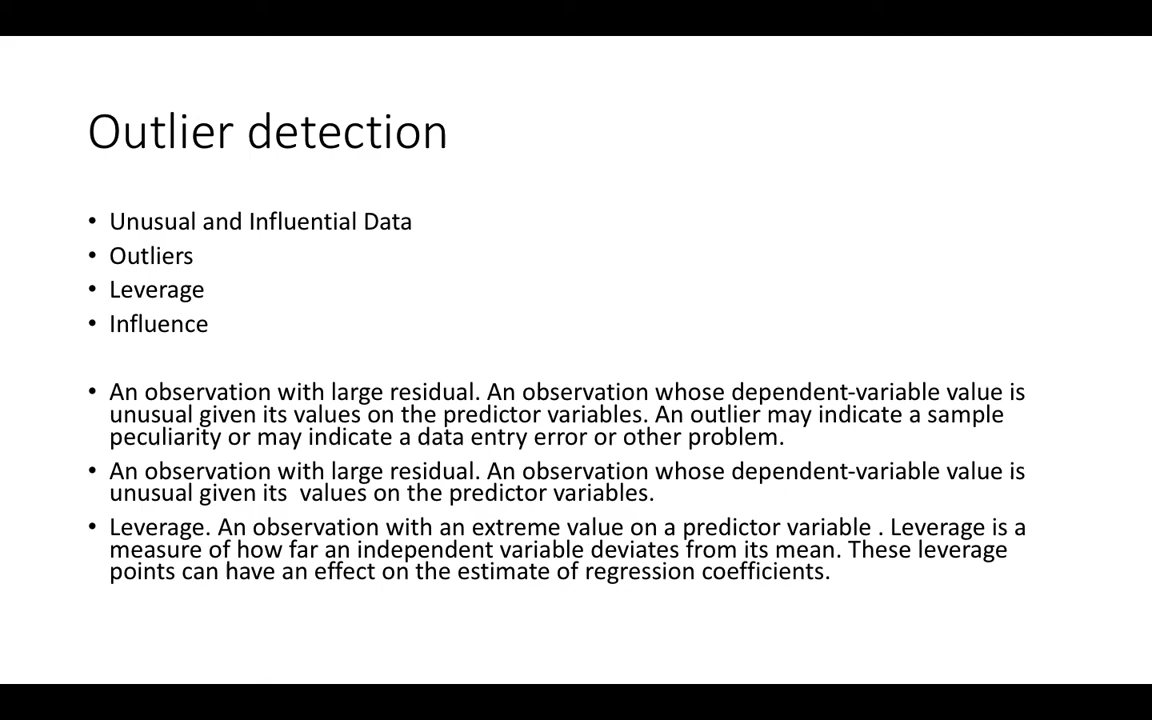 Outlier detection
• Unusual and Influential Data
• Outliers
• Leverage
• Influence
• An observation with large residual. An observation whose dependent-variable value is
unusual given its values on the predictor variables. An outlier may indicate a sample
peculiarity or may indicate a data entry error or other problem.
• An observation with large residual. An observation whose dependent-variable value is
unusual given its  values on the predictor variables.
• Leverage. An observation with an extreme value on a predictor variable . Leverage is a
measure of how far an independent variable deviates from its mean. These leverage
points can have an effect on the estimate of regression coefficients.